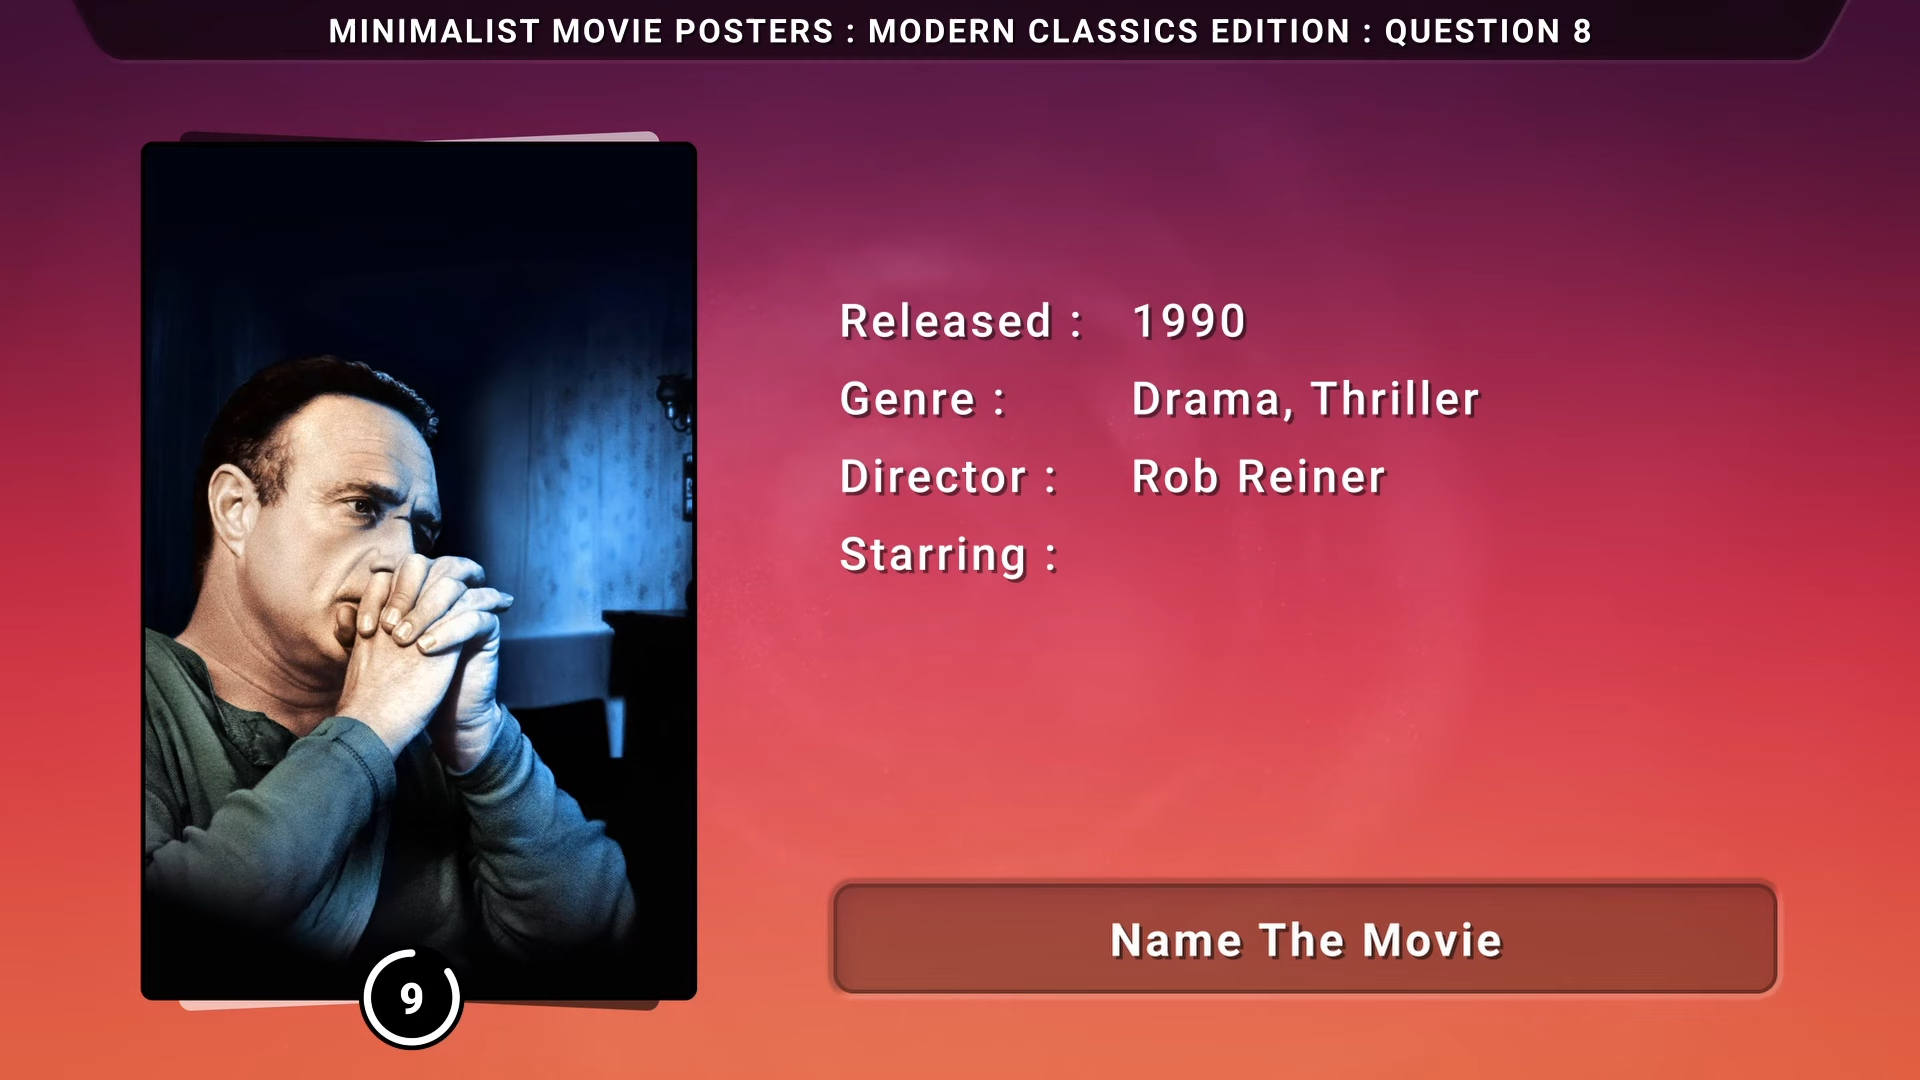 MINIMALIST MOVIE POSTERS : MODERN CLASSICS EDITION : QUESTION 8
Released : 1990
Genre : Drama, Thriller
Director : Rob Reiner
Starring :
Name The Movie
9